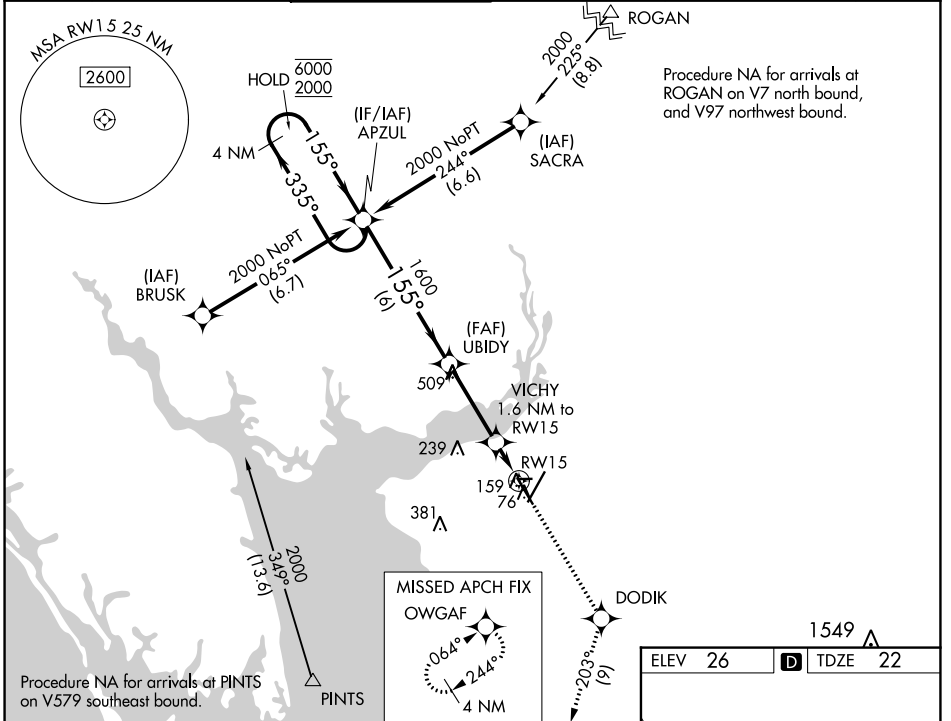 MSA RW15 25 NM
2600
HOLD
6000
2000
4 NM
155°
335°
(IF/IAF)
APZUL
ROGAN
2000
225°
(8.8)
Procedure NA for arrivals at
ROGAN on V7 north bound,
and V97 northwest bound.
(IAF)
SACRA
2000 NoPT
244°
(6.6)
(IAF)
BRUSK
2000 NoPT
065°
(6.7)
1600
155°
(6)
(FAF)
UBIDY
509
VICHY
1.6 NM to
RW15
239
RW15
159
76
381
2000
349°
(13.6)
PINTS
Procedure NA for arrivals at PINTS
on V579 southeast bound.
MISSED APCH FIX
OWGAF
064°
244°
4 NM
DODIK
203°
(9)
1549
ELEV 26 D TDZE 22